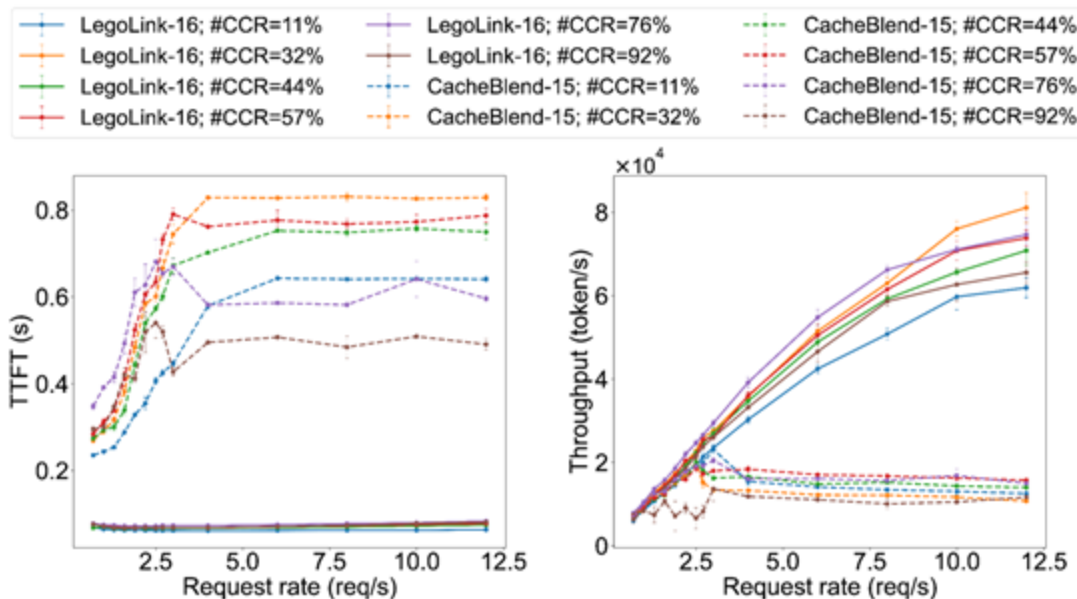 LegoLink-16; #CCR=11%
LegoLink-16; #CCR=32%
LegoLink-16; #CCR=44%
LegoLink-16; #CCR=57%
LegoLink-16; #CCR=76%
LegoLink-16; #CCR=92%
CacheBlend-15; #CCR=11%
CacheBlend-15; #CCR=32%
CacheBlend-15; #CCR=44%
CacheBlend-15; #CCR=57%
CacheBlend-15; #CCR=76%
CacheBlend-15; #CCR=92%
TTFT (s)
0.8
0.6
0.4
0.2
2.5 5.0 7.5 10.0 12.5
Request rate (req/s)
×10⁴
Throughput (token/s)
8
6
4
2
0
2.5 5.0 7.5 10.0 12.5
Request rate (req/s)